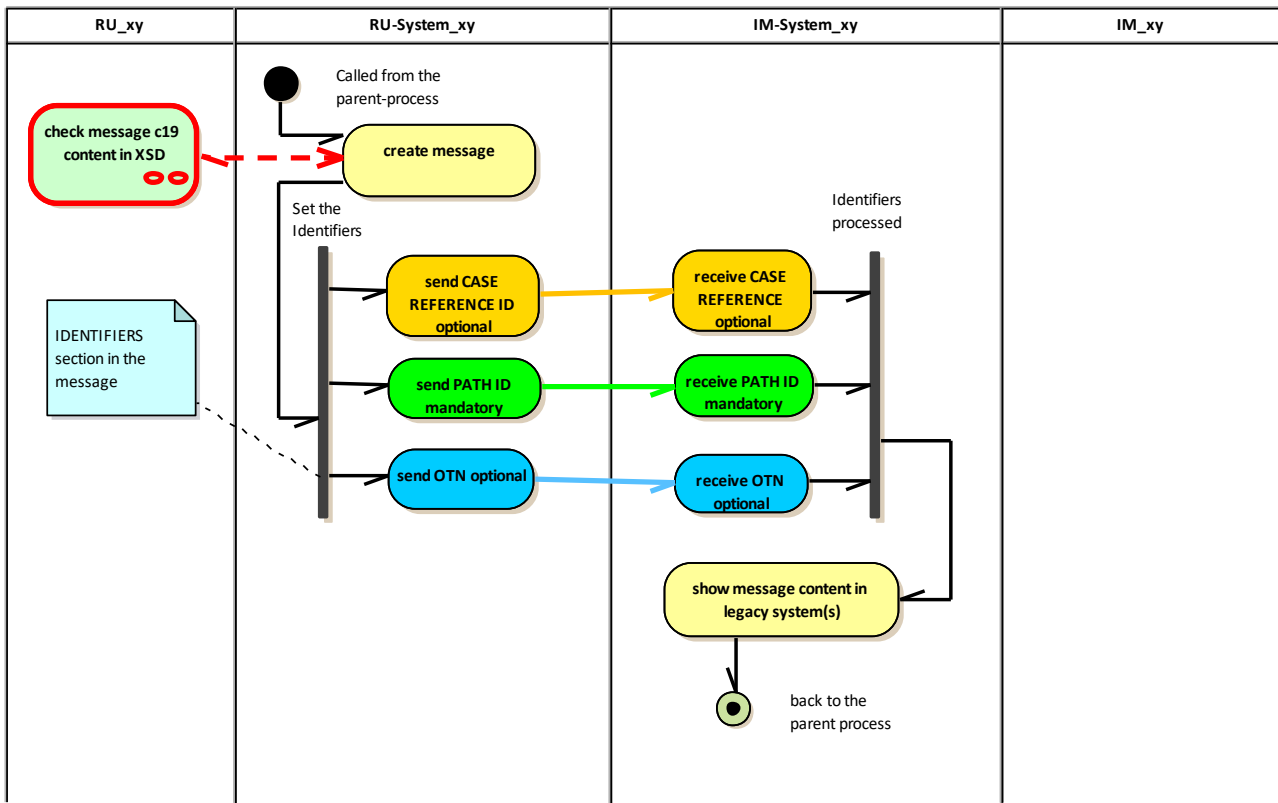 RU_xy
RU-System_xy
IM-System_xy
IM_xy
Called from the
parent-process
check message c19
content in XSD
create message
Set the
Identifiers
Identifiers
processed
send CASE
REFERENCE ID
optional
receive CASE
REFERENCE
optional
IDENTIFIERS
section in the
message
send PATH ID
mandatory
receive PATH ID
mandatory
send OTN optional
receive OTN
optional
show message content in
legacy system(s)
back to the
parent process